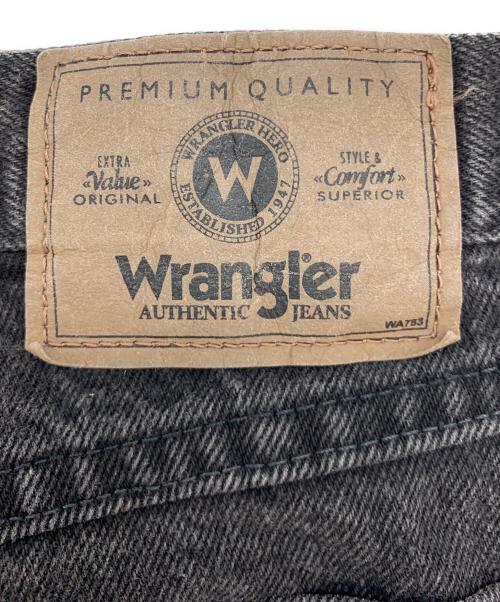 PREMIUM QUALITY
EXTRA
«Value»
ORIGINAL
WRANGLER HERO
W
ESTABLISHED 1947
STYLE &
«Comfort»
SUPERIOR
Wrangler®
AUTHENTIC JEANS
WA783